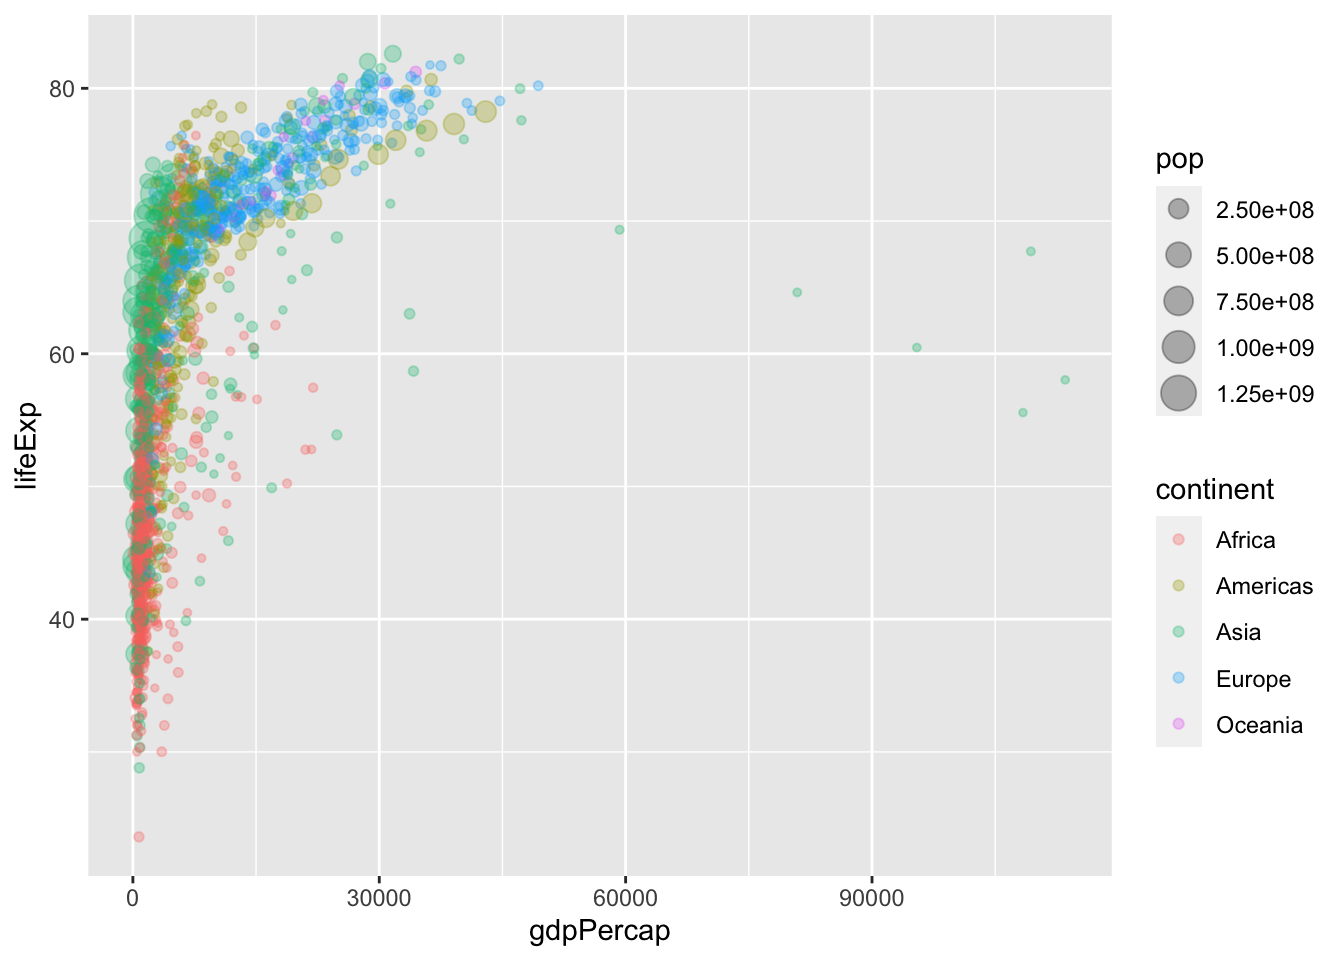 80
60
40
lifeExp
0 30000 60000 90000
gdpPercap
pop
2.50e+08
5.00e+08
7.50e+08
1.00e+09
1.25e+09
continent
Africa
Americas
Asia
Europe
Oceania